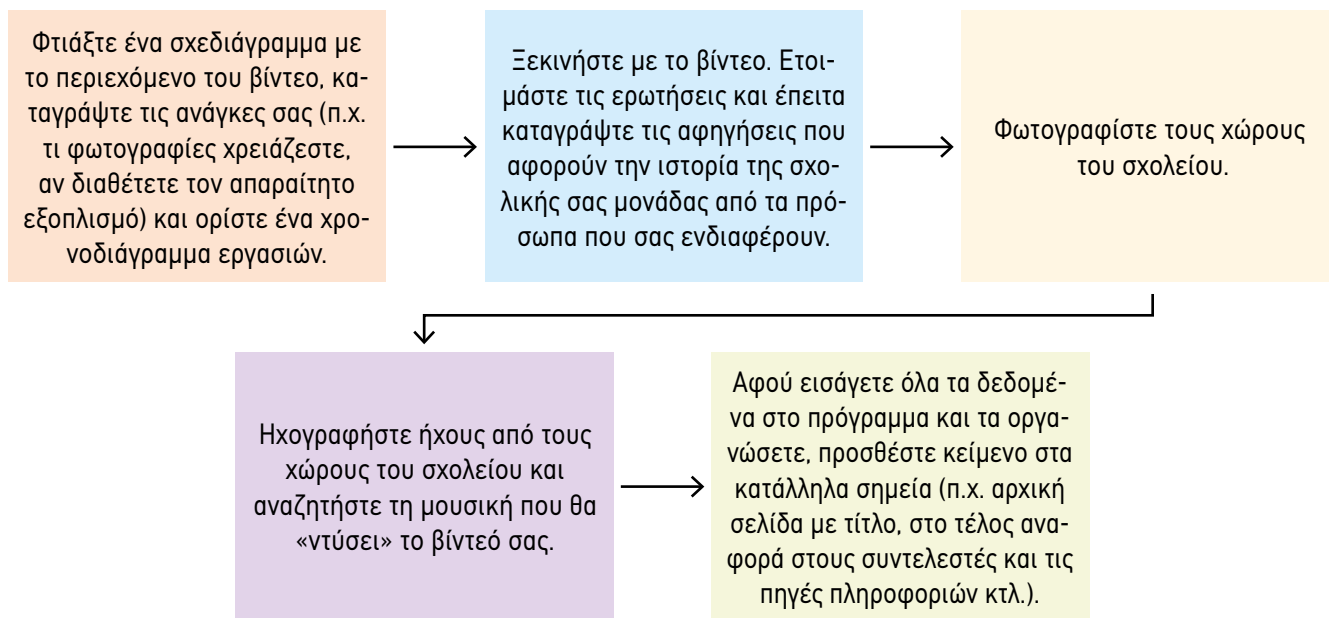 Φτιάξτε ένα σχεδιάγραμμα με
το περιεχόμενο του βίντεο, κα-
ταγράψτε τις ανάγκες σας (π.χ.
τι φωτογραφίες χρειάζεστε,
αν διαθέτετε τον απαραίτητο
εξοπλισμό) και ορίστε ένα χρο-
νοδιάγραμμα εργασιών.
Ξεκινήστε με το βίντεο. Ετοι-
μάστε τις ερωτήσεις και έπειτα
καταγράψτε τις αφηγήσεις που
αφορούν την ιστορία της σχο-
λικής σας μονάδας από τα πρό-
σωπα που σας ενδιαφέρουν.
Φωτογραφίστε τους χώρους
του σχολείου.
Ηχογραφήστε ήχους από τους
χώρους του σχολείου και
αναζητήστε τη μουσική που θα
«ντύσει» το βίντεό σας.
Αφού εισάγετε όλα τα δεδομέ-
να στο πρόγραμμα και τα οργα-
νώσετε, προσθέστε κείμενο στα
κατάλληλα σημεία (π.χ. αρχική
σελίδα με τίτλο, στο τέλος ανα-
φορά στους συντελεστές και τις
πηγές πληροφοριών κτλ.).